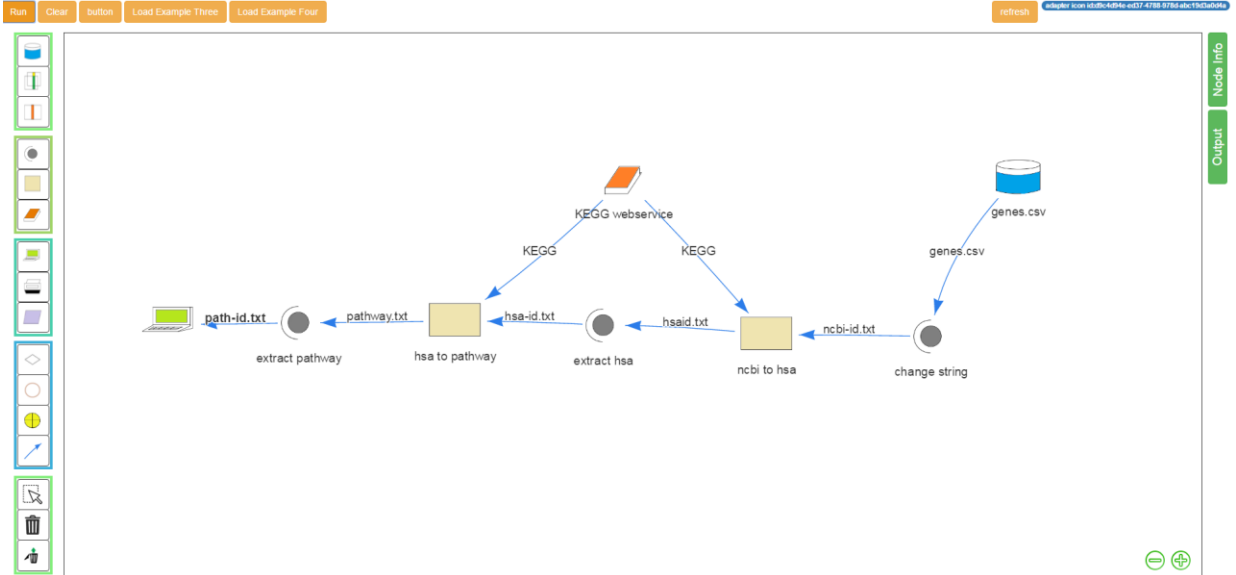 Run
Clear
button
Load Example Three
Load Example Four
refresh
Node Info
Output
KEGG webservice
genes.csv
KEGG
KEGG
genes.csv
path-id.txt
pathway.txt
hsa-id.txt
hsaid.txt
ncbi-id.txt
extract pathway
hsa to pathway
extract hsa
ncbi to hsa
change string